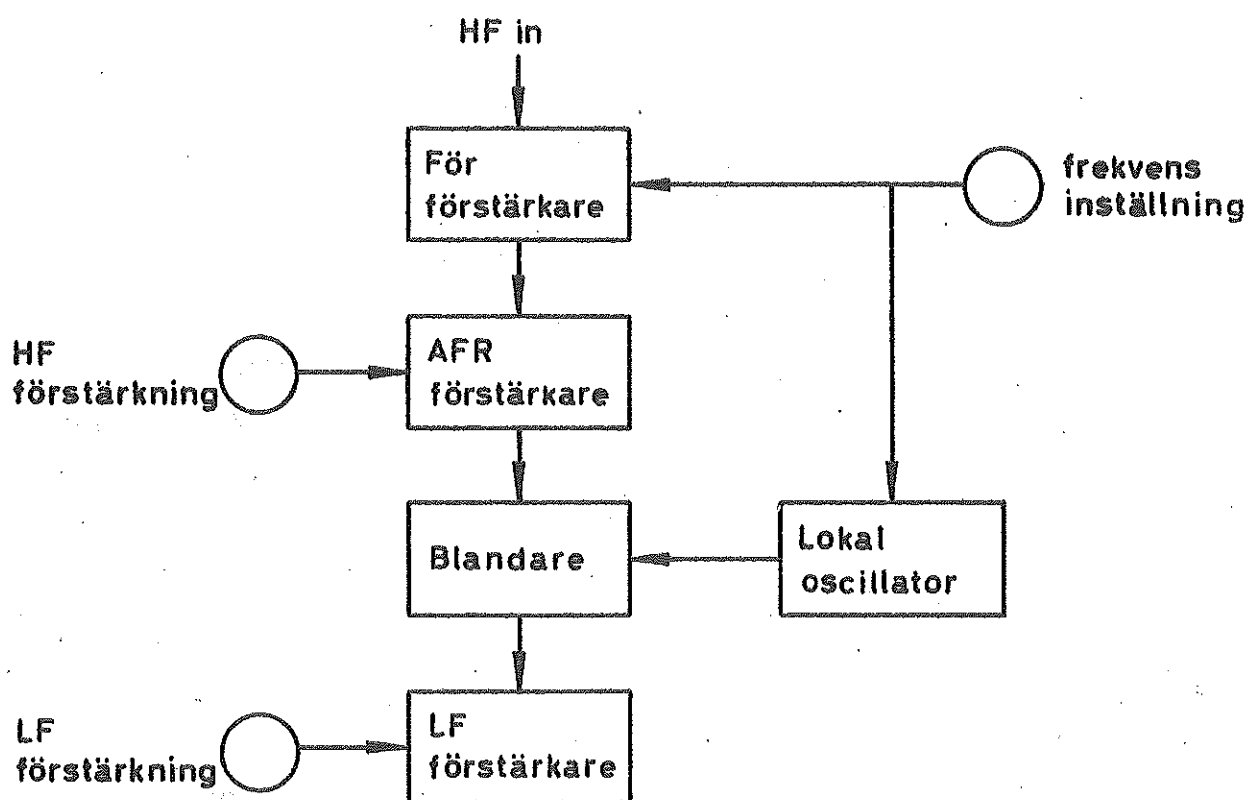 HF in
För
förstärkare
frekvens
inställning
HF
förstärkning
AFR
förstärkare
Blandare
Lokal
oscillator
LF
förstärkning
LF
förstärkare